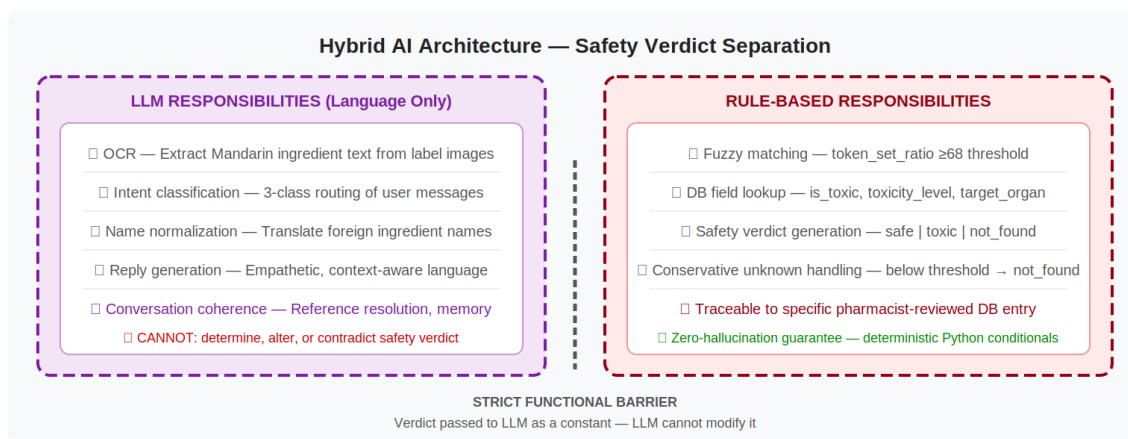 Hybrid AI Architecture — Safety Verdict Separation
LLM RESPONSIBILITIES (Language Only)
OCR — Extract Mandarin ingredient text from label images
Intent classification — 3-class routing of user messages
Name normalization — Translate foreign ingredient names
Reply generation — Empathetic, context-aware language
Conversation coherence — Reference resolution, memory
CANNOT: determine, alter, or contradict safety verdict
RULE-BASED RESPONSIBILITIES
Fuzzy matching — token_set_ratio ≥68 threshold
DB field lookup — is_toxic, toxicity_level, target_organ
Safety verdict generation — safe | toxic | not_found
Conservative unknown handling — below threshold → not_found
Traceable to specific pharmacist-reviewed DB entry
Zero-hallucination guarantee — deterministic Python conditionals
STRICT FUNCTIONAL BARRIER
Verdict passed to LLM as a constant — LLM cannot modify it